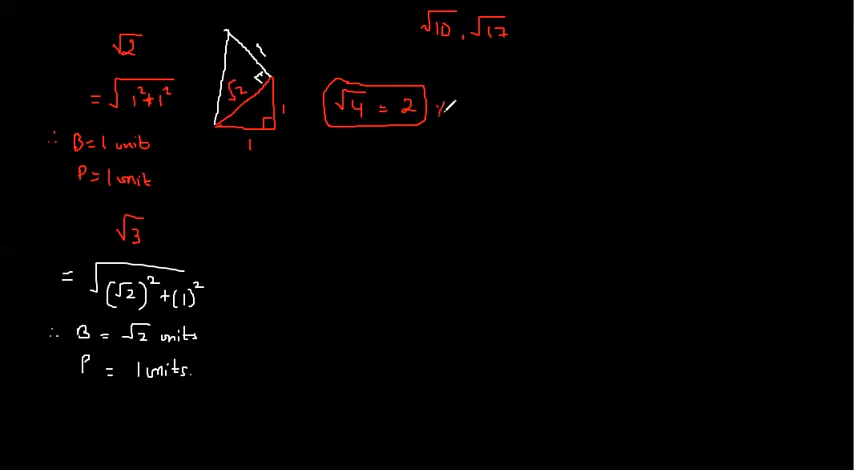 √2
= √1²+1²
∴ B = 1 unit
P = 1 unit
√3
= √(√2)²+(1)²
∴ B = √2 units
P = 1 units.
1
√2
1
1
√4 = 2
√10, √17